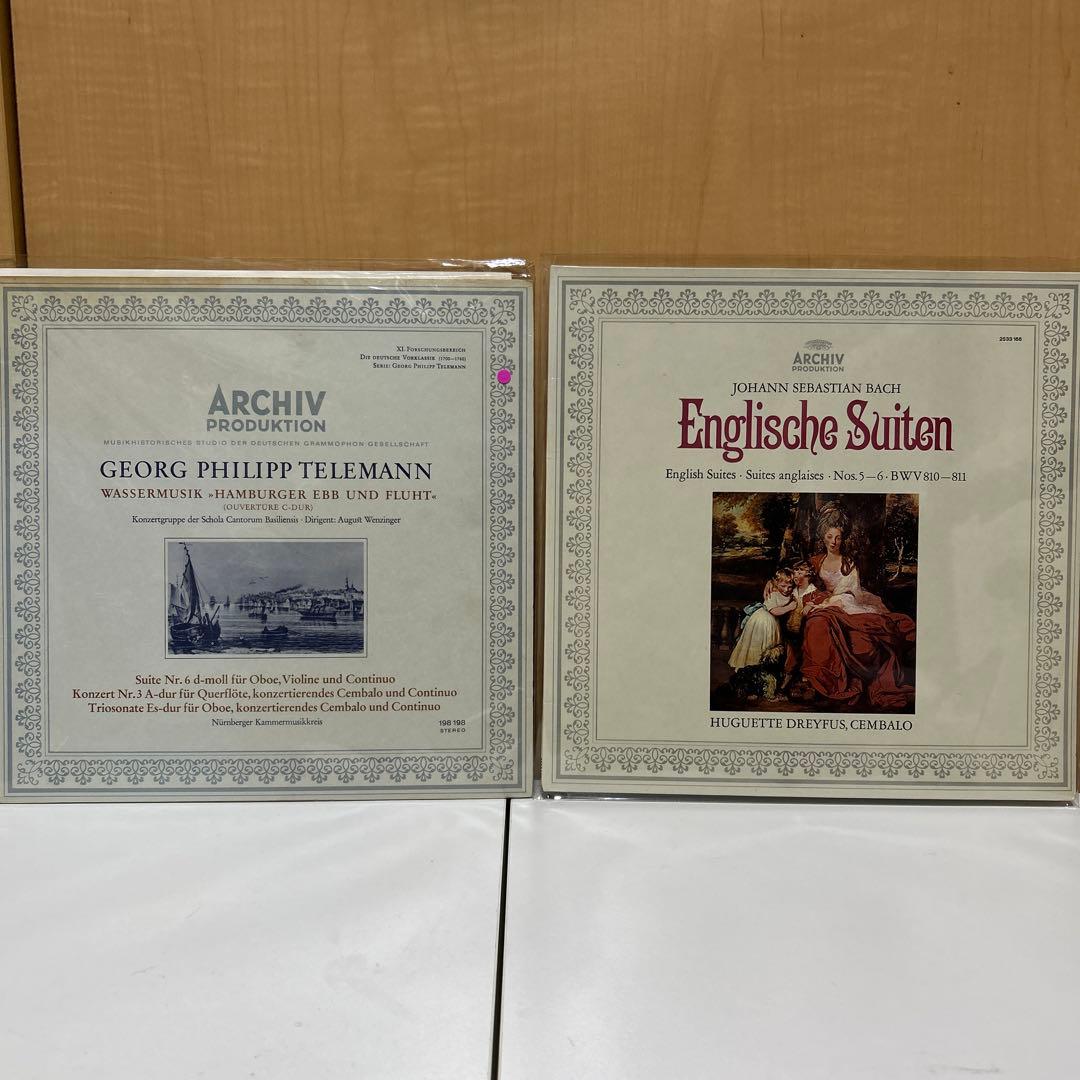 XI. Forschungsbereich
Die deutsche Vorklassik (1700—1760)
Serie: Georg Philipp Telemann
ARCHIV
PRODUKTION
MUSIKHISTORISCHES STUDIO DER DEUTSCHEN GRAMMOPHON GESELLSCHAFT
GEORG PHILIPP TELEMANN
WASSERMUSIK »HAMBURGER EBB UND FLUHT«
(OUVERTURE C-DUR)
Konzertgruppe der Schola Cantorum Basiliensis · Dirigent: August Wenzinger
Suite Nr. 6 d-moll für Oboe, Violine und Continuo
Konzert Nr. 3 A-dur für Querflöte, konzertierendes Cembalo und Continuo
Triosonate Es-dur für Oboe, konzertierendes Cembalo und Continuo
Nürnberger Kammermusikkreis
198 198
STEREO
2533 166
ARCHIV
PRODUKTION
JOHANN SEBASTIAN BACH
Englische Suiten
English Suites · Suites anglaises · Nos. 5—6 · BWV 810—811
HUGUETTE DREYFUS, CEMBALO